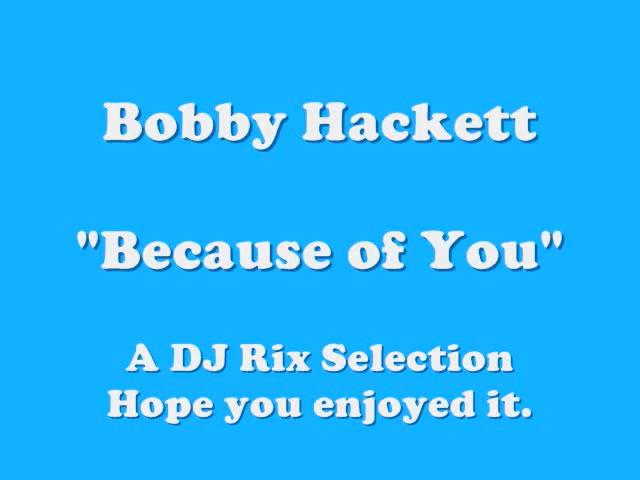 Bobby Hackett
"Because of You"
A DJ Rix Selection
Hope you enjoyed it.